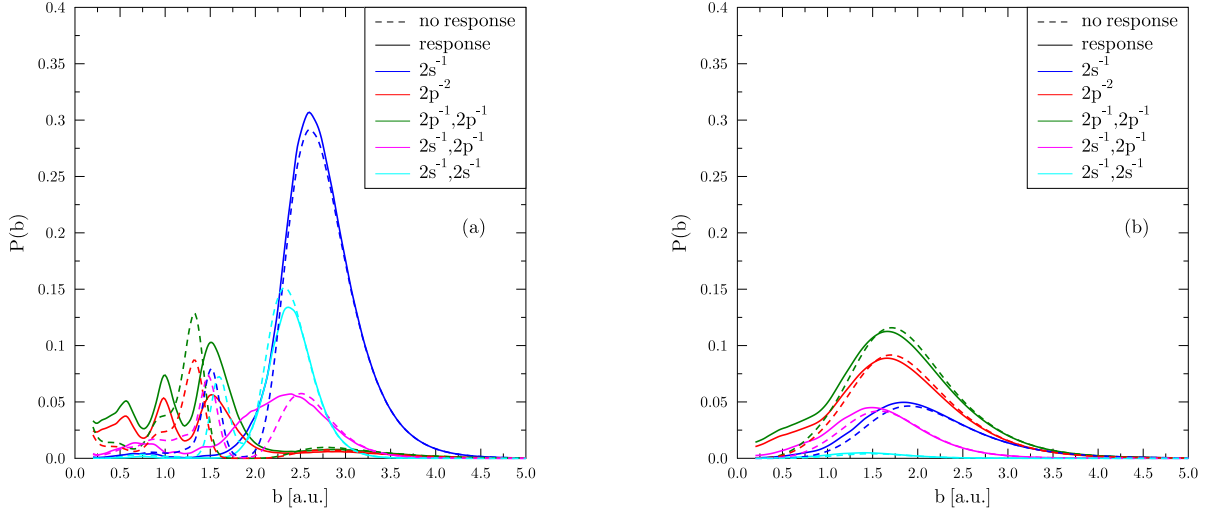 (a)
no response
response
2s⁻¹
2p⁻²
2p⁻¹,2p⁻¹
2s⁻¹,2p⁻¹
2s⁻¹,2s⁻¹
P(b)
0.4
0.35
0.3
0.25
0.2
0.15
0.1
0.05
0.0
0.0 0.5 1.0 1.5 2.0 2.5 3.0 3.5 4.0 4.5 5.0
b [a.u.]
(b)
no response
response
2s⁻¹
2p⁻²
2p⁻¹,2p⁻¹
2s⁻¹,2p⁻¹
2s⁻¹,2s⁻¹
P(b)
0.4
0.35
0.3
0.25
0.2
0.15
0.1
0.05
0.0
0.0 0.5 1.0 1.5 2.0 2.5 3.0 3.5 4.0 4.5 5.0
b [a.u.]